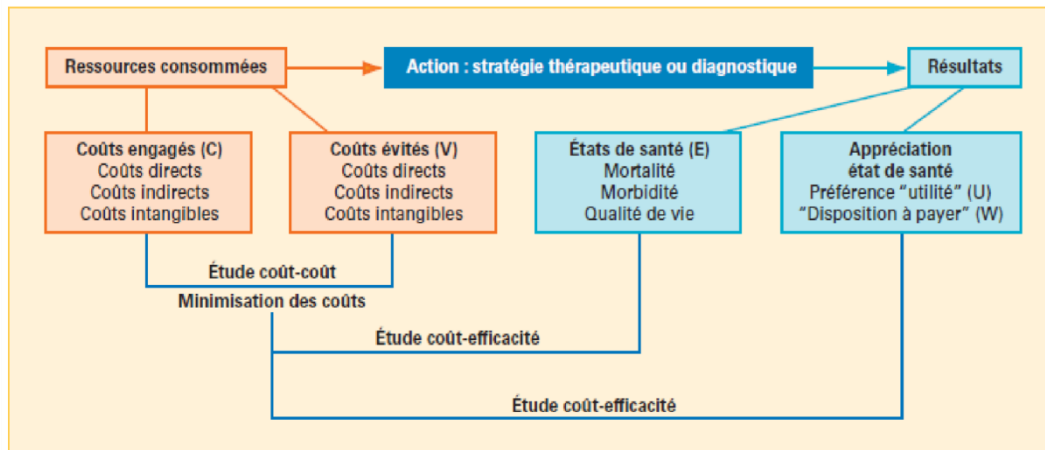 Ressources consommées
Action : stratégie thérapeutique ou diagnostique
Résultats
Coûts engagés (C)
Coûts directs
Coûts indirects
Coûts intangibles
Coûts évités (V)
Coûts directs
Coûts indirects
Coûts intangibles
États de santé (E)
Mortalité
Morbidité
Qualité de vie
Appréciation
état de santé
Préférence “utilité” (U)
“Disposition à payer” (W)
Étude coût-coût
Minimisation des coûts
Étude coût-efficacité
Étude coût-efficacité